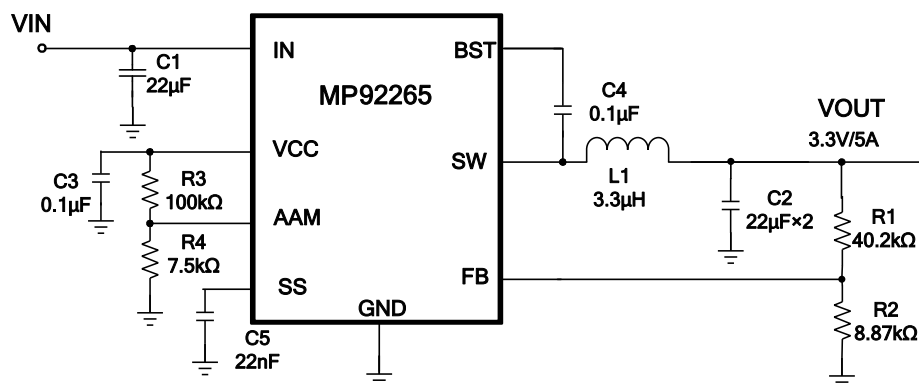 VIN
C1
22µF
IN
BST
MP92265
C4
0.1µF
VOUT
3.3V/5A
VCC
SW
C3
0.1µF
R3
100kΩ
L1
3.3µH
C2
22µF×2
R1
40.2kΩ
AAM
R4
7.5kΩ
SS
FB
GND
C5
22nF
R2
8.87kΩ